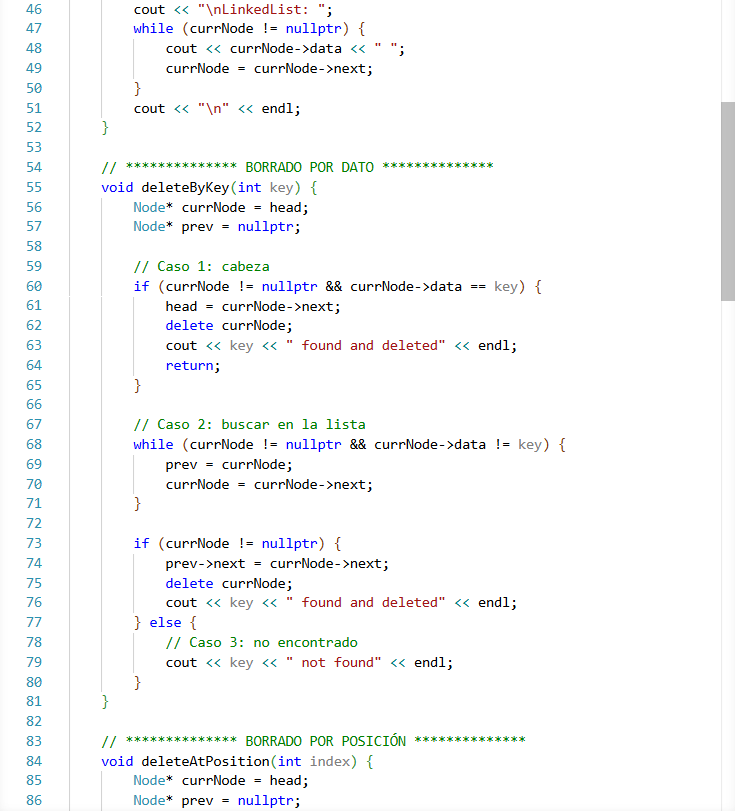 46 cout << "\nLinkedList: ";
47 while (currNode != nullptr) {
48 cout << currNode->data << " ";
49 currNode = currNode->next;
50 }
51 cout << "\n" << endl;
52 }
53
54 // ************** BORRADO POR DATO **************
55 void deleteByKey(int key) {
56 Node* currNode = head;
57 Node* prev = nullptr;
58
59 // Caso 1: cabeza
60 if (currNode != nullptr && currNode->data == key) {
61 head = currNode->next;
62 delete currNode;
63 cout << key << " found and deleted" << endl;
64 return;
65 }
66
67 // Caso 2: buscar en la lista
68 while (currNode != nullptr && currNode->data != key) {
69 prev = currNode;
70 currNode = currNode->next;
71 }
72
73 if (currNode != nullptr) {
74 prev->next = currNode->next;
75 delete currNode;
76 cout << key << " found and deleted" << endl;
77 } else {
78 // Caso 3: no encontrado
79 cout << key << " not found" << endl;
80 }
81 }
82
83 // ************** BORRADO POR POSICIÓN **************
84 void deleteAtPosition(int index) {
85 Node* currNode = head;
86 Node* prev = nullptr;